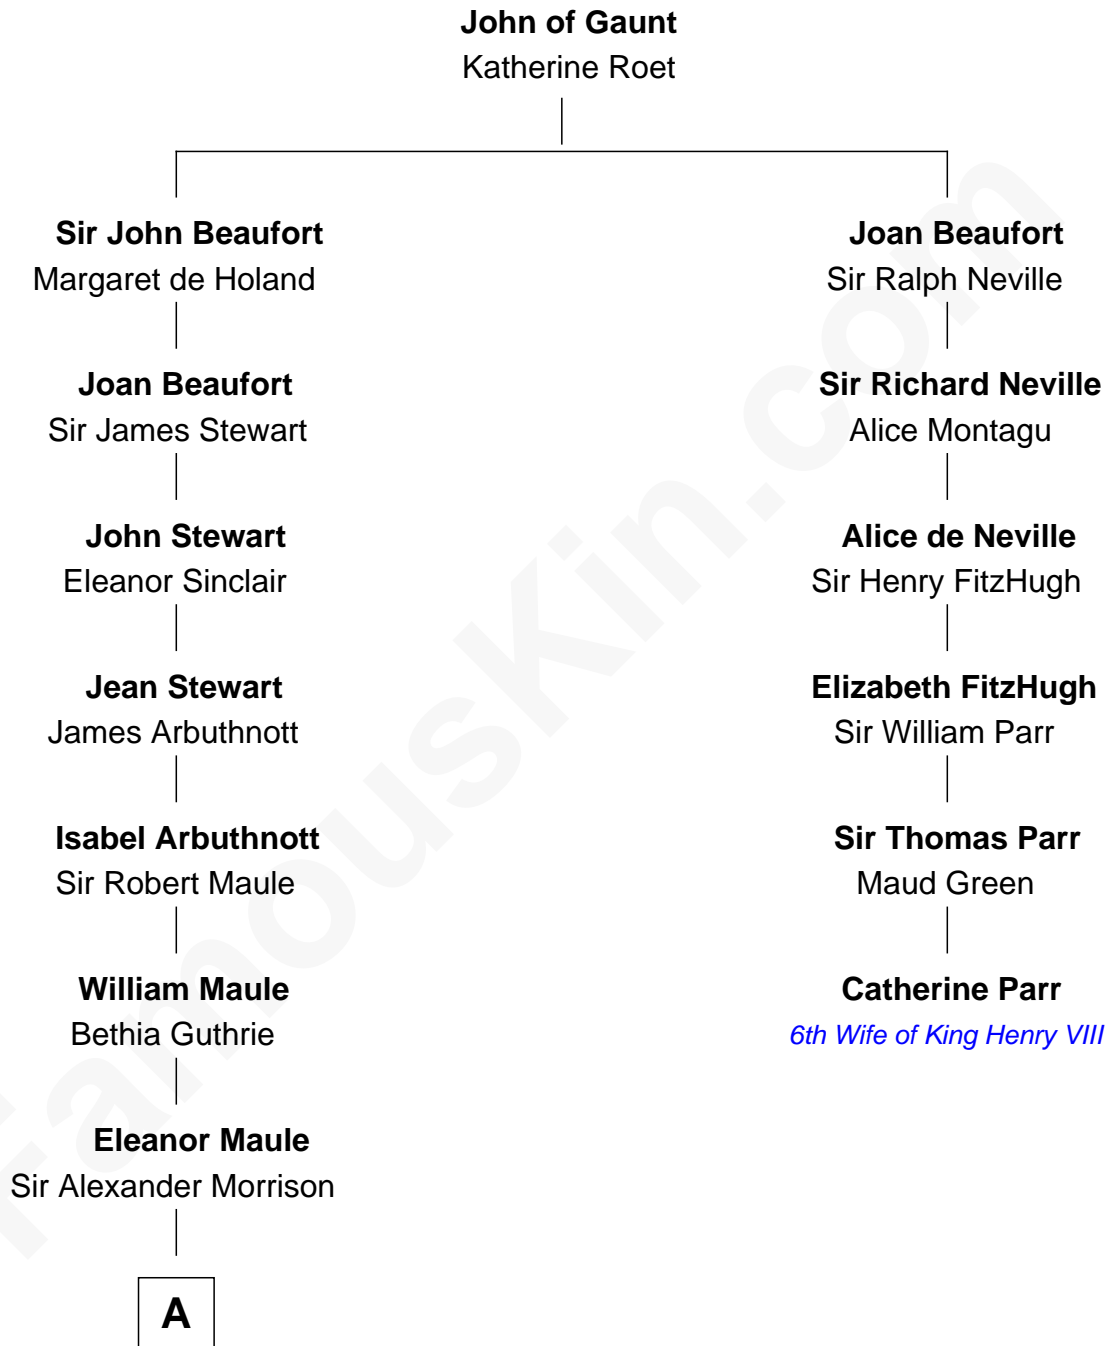 John of Gaunt
Katherine Roet
Sir John Beaufort
Margaret de Holand
Joan Beaufort
Sir James Stewart
John Stewart
Eleanor Sinclair
Jean Stewart
James Arbuthnott
Isabel Arbuthnott
Sir Robert Maule
William Maule
Bethia Guthrie
Eleanor Maule
Sir Alexander Morrison
A
Joan Beaufort
Sir Ralph Neville
Sir Richard Neville
Alice Montagu
Alice de Neville
Sir Henry FitzHugh
Elizabeth FitzHugh
Sir William Parr
Sir Thomas Parr
Maud Green
Catherine Parr
6th Wife of King Henry VIII
FamousKin.com